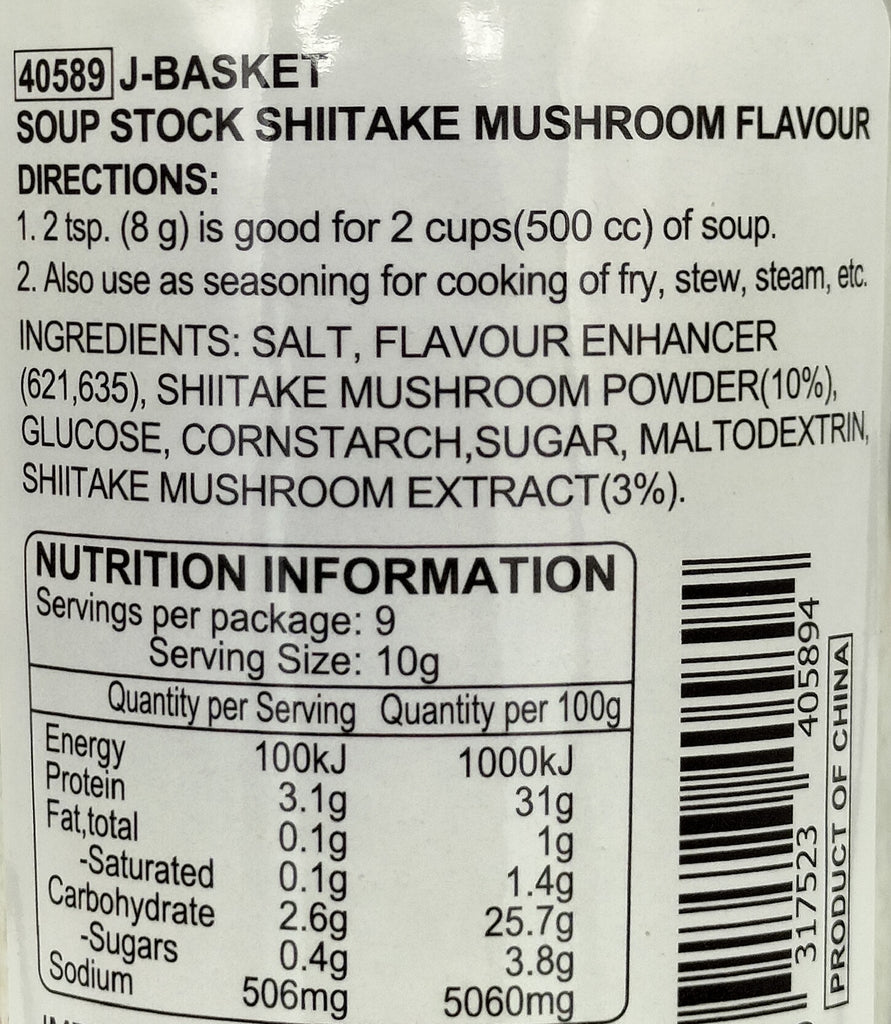 40589 J-BASKET
SOUP STOCK SHIITAKE MUSHROOM FLAVOUR
DIRECTIONS:
1. 2 tsp. (8 g) is good for 2 cups(500 cc) of soup.
2. Also use as seasoning for cooking of fry, stew, steam, etc.
INGREDIENTS: SALT, FLAVOUR ENHANCER
(621,635), SHIITAKE MUSHROOM POWDER(10%),
GLUCOSE, CORNSTARCH,SUGAR, MALTODEXTRIN,
SHIITAKE MUSHROOM EXTRACT(3%).
NUTRITION INFORMATION
Servings per package: 9
Serving Size: 10g
Quantity per Serving Quantity per 100g
Energy 100kJ 1000kJ
Protein 3.1g 31g
Fat,total 0.1g 1g
-Saturated 0.1g 1.4g
Carbohydrate 2.6g 25.7g
-Sugars 0.4g 3.8g
Sodium 506mg 5060mg
317523 405894
PRODUCT OF CHINA